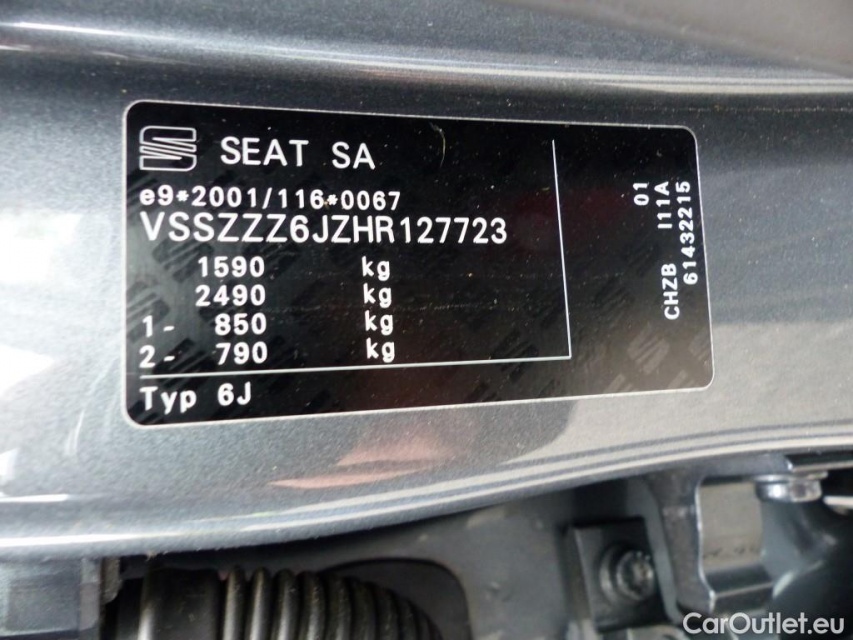 SEAT SA
e9*2001/116*0067
VSSZZZ6JZHR127723
1590 kg
2490 kg
1- 850 kg
2- 790 kg
Typ 6J
01
I11A
CHZB 61432215
CarOutlet.eu